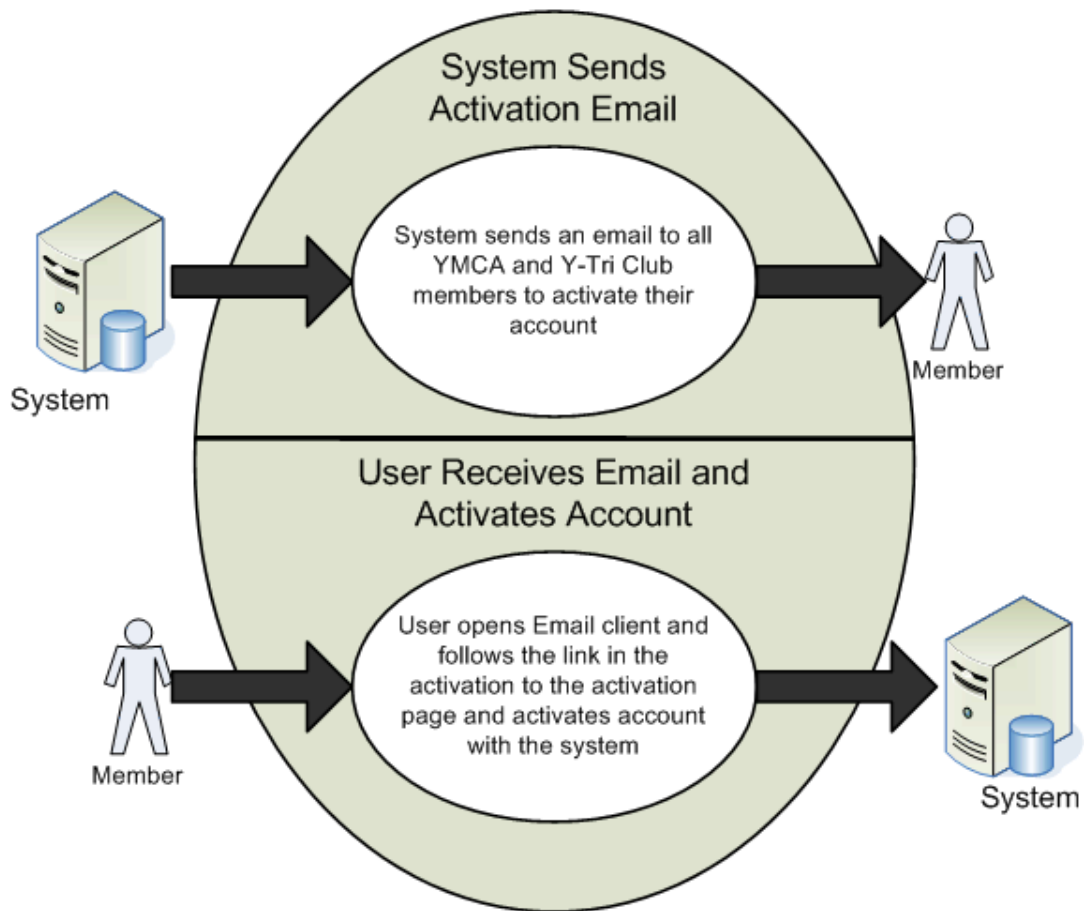 System Sends
Activation Email
System sends an email to all
YMCA and Y-Tri Club
members to activate their
account
System
Member
User Receives Email and
Activates Account
User opens Email client and
follows the link in the
activation to the activation
page and activates account
with the system
Member
System